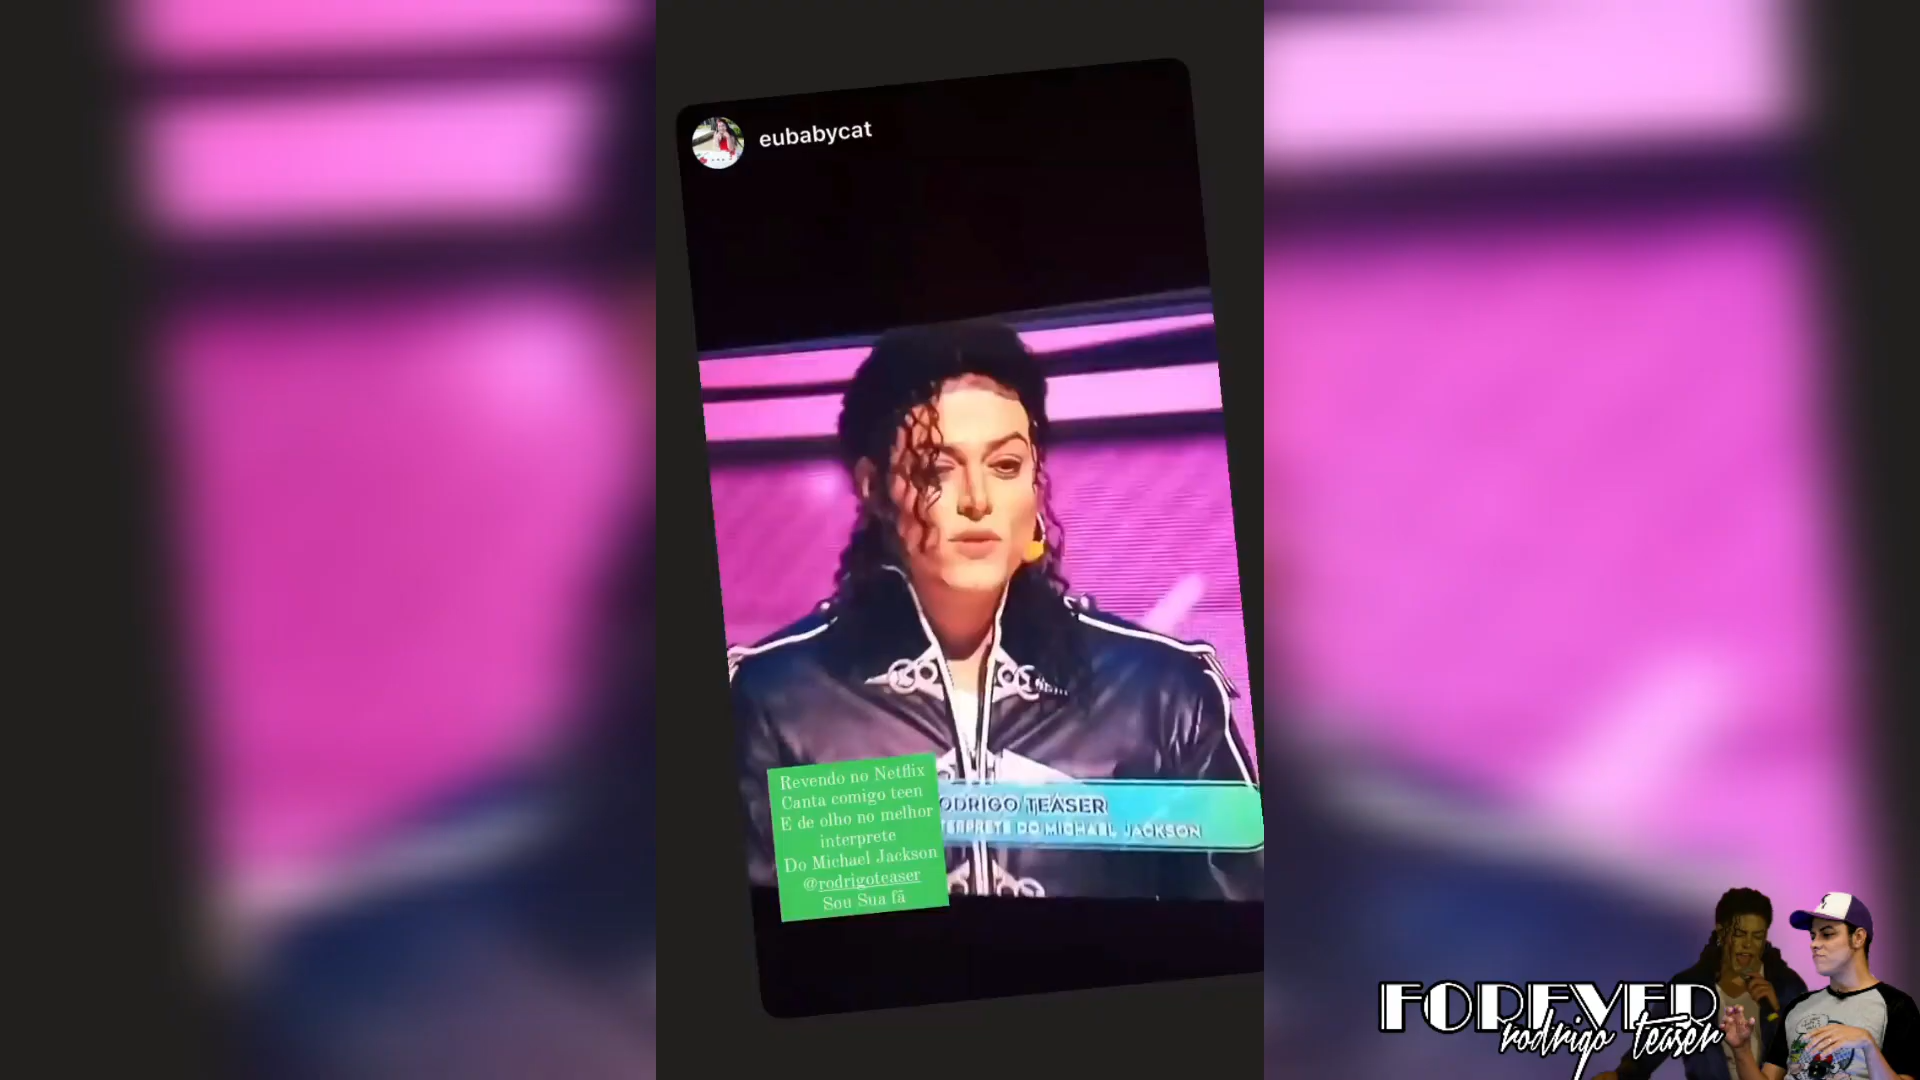 eubabycat
Revendo no Netflix
Canta comigo teen
E de olho no melhor
interprete
Do Michael Jackson
@rodrigoteaser
Sou Sua fã
ODRIGO TEASER
TERPRETE DO MICHAEL JACKSON
FOREVER
rodrigo teaser